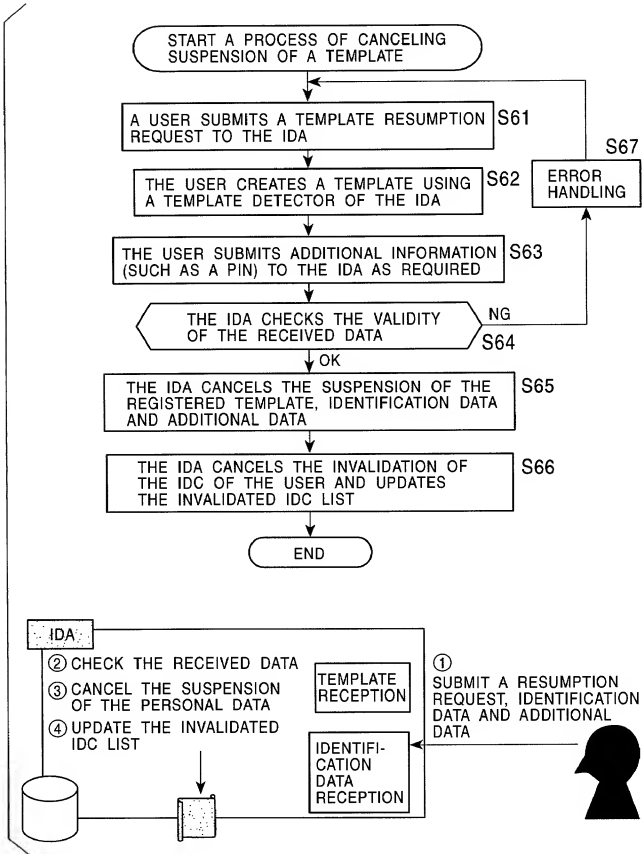 START A PROCESS OF CANCELING
SUSPENSION OF A TEMPLATE
A USER SUBMITS A TEMPLATE RESUMPTION
REQUEST TO THE IDA
S61
THE USER CREATES A TEMPLATE USING
A TEMPLATE DETECTOR OF THE IDA
S62
S67
ERROR
HANDLING
THE USER SUBMITS ADDITIONAL INFORMATION
(SUCH AS A PIN) TO THE IDA AS REQUIRED
S63
THE IDA CHECKS THE VALIDITY
OF THE RECEIVED DATA
NG
S64
OK
THE IDA CANCELS THE SUSPENSION OF THE
REGISTERED TEMPLATE, IDENTIFICATION DATA
AND ADDITIONAL DATA
S65
THE IDA CANCELS THE INVALIDATION OF
THE IDC OF THE USER AND UPDATES
THE INVALIDATED IDC LIST
S66
END
IDA
② CHECK THE RECEIVED DATA
③ CANCEL THE SUSPENSION
OF THE PERSONAL DATA
④ UPDATE THE INVALIDATED
IDC LIST
TEMPLATE
RECEPTION
IDENTIFI-
CATION
DATA
RECEPTION
①
SUBMIT A RESUMPTION
REQUEST, IDENTIFICATION
DATA AND ADDITIONAL
DATA